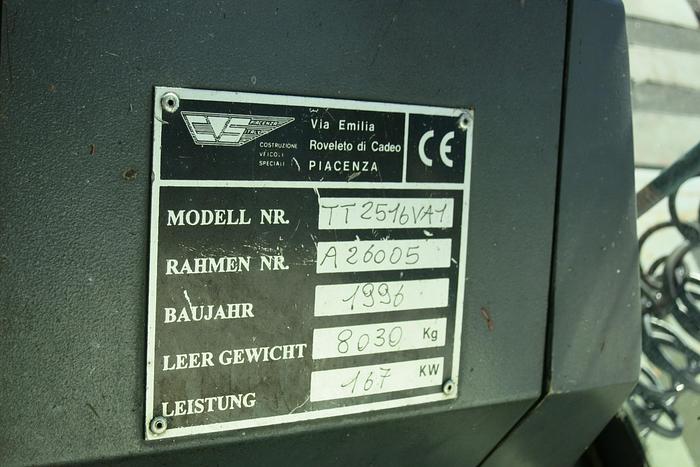 CVS
Via Emilia
Roveleto di Cadeo
PIACENZA
COSTRUZIONE
VEICOLI
SPECIALI
CE
MODELL NR. TT2516VA1
RAHMEN NR. A26005
BAUJAHR 1996
LEER GEWICHT 8030 Kg
LEISTUNG 167 KW